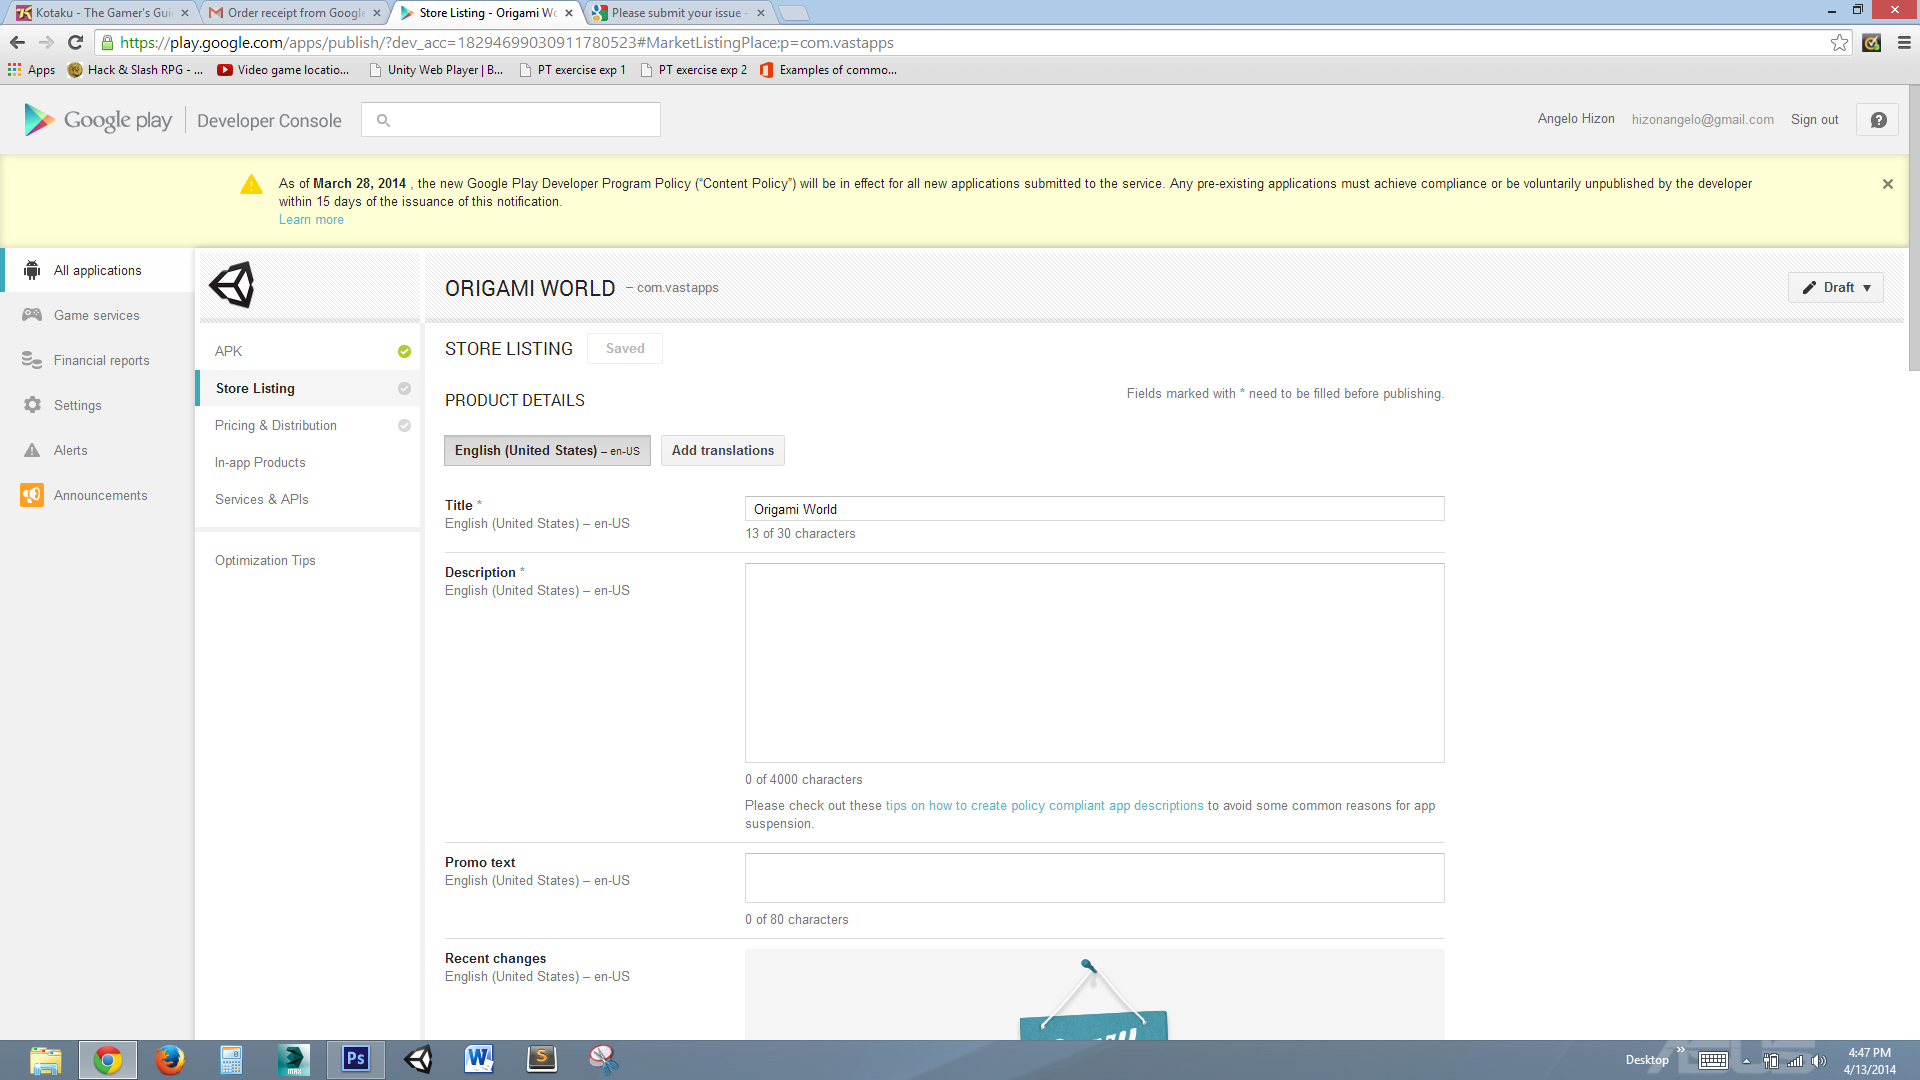 Kotaku - The Gamer's Gui
Order receipt from Google
Store Listing - Origami Wo
Please submit your issue -
https://play.google.com/apps/publish/?dev_acc=18294699030911780523#MarketListingPlace:p=com.vastapps
Apps
Hack & Slash RPG - ...
Video game locatio...
Unity Web Player | B...
PT exercise exp 1
PT exercise exp 2
Examples of commo...
Google play
Developer Console
Angelo Hizon
hizonangelo@gmail.com
Sign out
As of March 28, 2014 , the new Google Play Developer Program Policy (“Content Policy”) will be in effect for all new applications submitted to the service. Any pre-existing applications must achieve compliance or be voluntarily unpublished by the developer
within 15 days of the issuance of this notification.
Learn more
All applications
Game services
Financial reports
Settings
Alerts
Announcements
APK
Store Listing
Pricing & Distribution
In-app Products
Services & APIs
Optimization Tips
ORIGAMI WORLD – com.vastapps
Draft
STORE LISTING
Saved
PRODUCT DETAILS
Fields marked with * need to be filled before publishing.
English (United States) – en-US
Add translations
Title *
English (United States) – en-US
Origami World
13 of 30 characters
Description *
English (United States) – en-US
0 of 4000 characters
Please check out these tips on how to create policy compliant app descriptions to avoid some common reasons for app
suspension.
Promo text
English (United States) – en-US
0 of 80 characters
Recent changes
English (United States) – en-US
MAX
Ps
Desktop
4:47 PM
4/13/2014